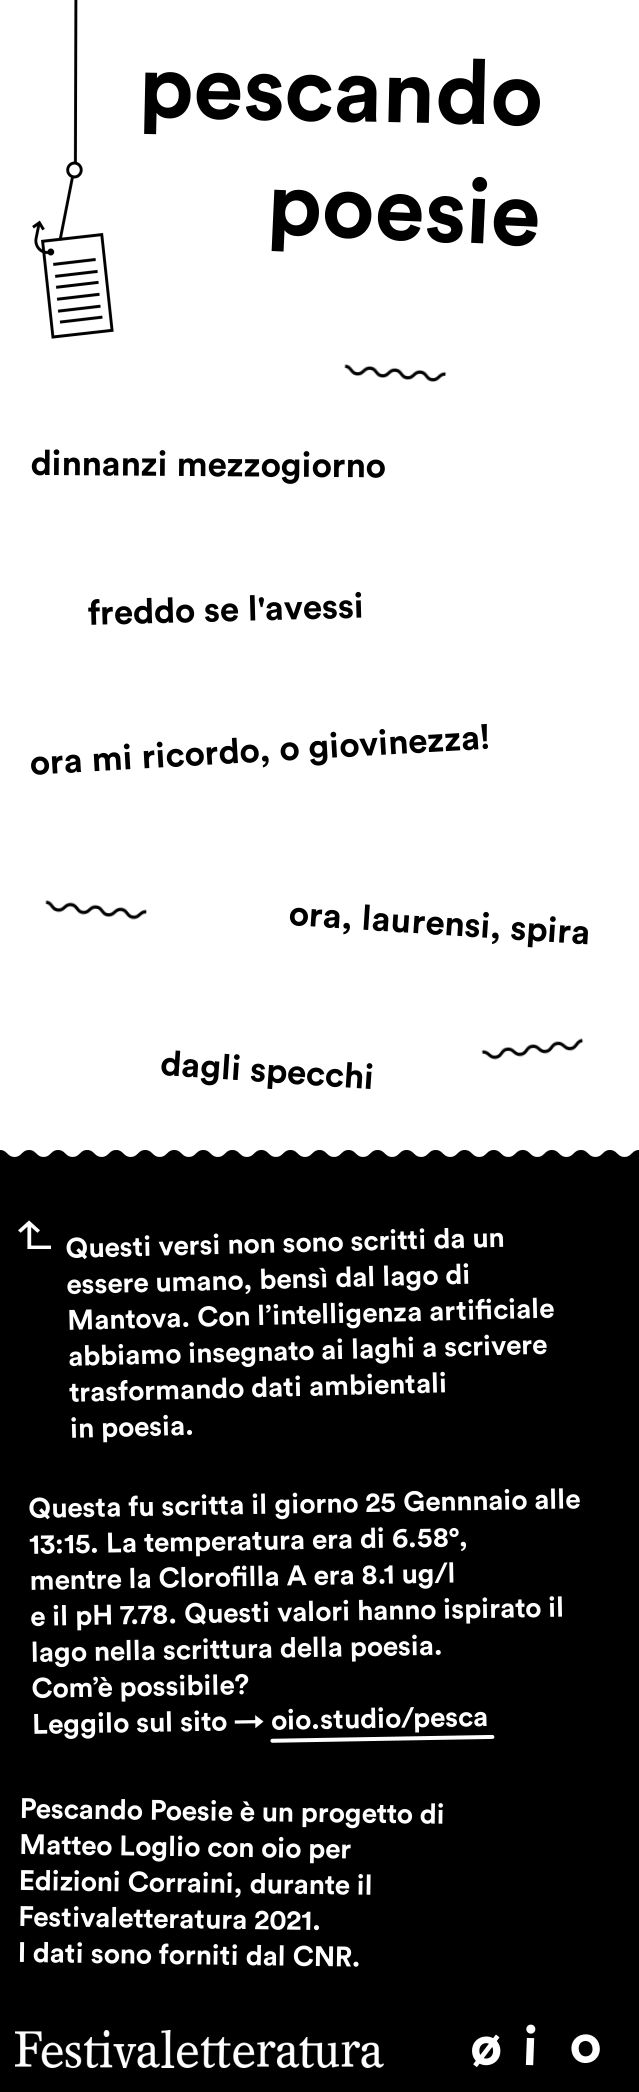 pescando
poesie
dinnanzi mezzogiorno
freddo se l'avessi
ora mi ricordo, o giovinezza!
ora, laurensi, spira
dagli specchi
Questi versi non sono scritti da un
essere umano, bensì dal lago di
Mantova. Con l’intelligenza artificiale
abbiamo insegnato ai laghi a scrivere
trasformando dati ambientali
in poesia.
Questa fu scritta il giorno 25 Gennnaio alle
13:15. La temperatura era di 6.58°,
mentre la Clorofilla A era 8.1 ug/l
e il pH 7.78. Questi valori hanno ispirato il
lago nella scrittura della poesia.
Com’è possibile?
Leggilo sul sito → oio.studio/pesca
Pescando Poesie è un progetto di
Matteo Loglio con oio per
Edizioni Corraini, durante il
Festivaletteratura 2021.
I dati sono forniti dal CNR.
Festivaletteratura ø i o